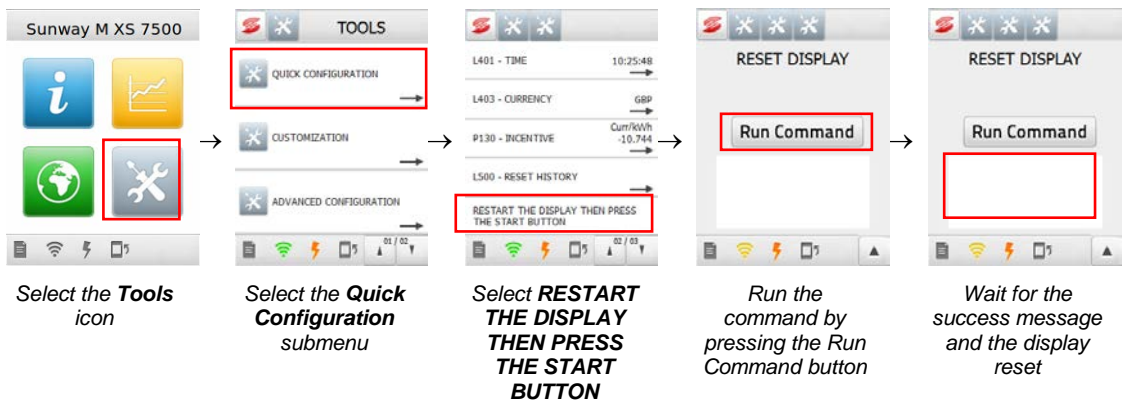 Sunway M XS 7500
TOOLS
QUICK CONFIGURATION
CUSTOMIZATION
ADVANCED CONFIGURATION
01 / 02
L401 - TIME
10:25:48
L403 - CURRENCY
GBP
P130 - INCENTIVE
Curr/kWh
-10.744
L500 - RESET HISTORY
RESTART THE DISPLAY THEN PRESS
THE START BUTTON
02 / 03
RESET DISPLAY
Run Command
RESET DISPLAY
Run Command
Select the Tools
icon
Select the Quick
Configuration
submenu
Select RESTART
THE DISPLAY
THEN PRESS
THE START
BUTTON
Run the
command by
pressing the Run
Command button
Wait for the
success message
and the display
reset